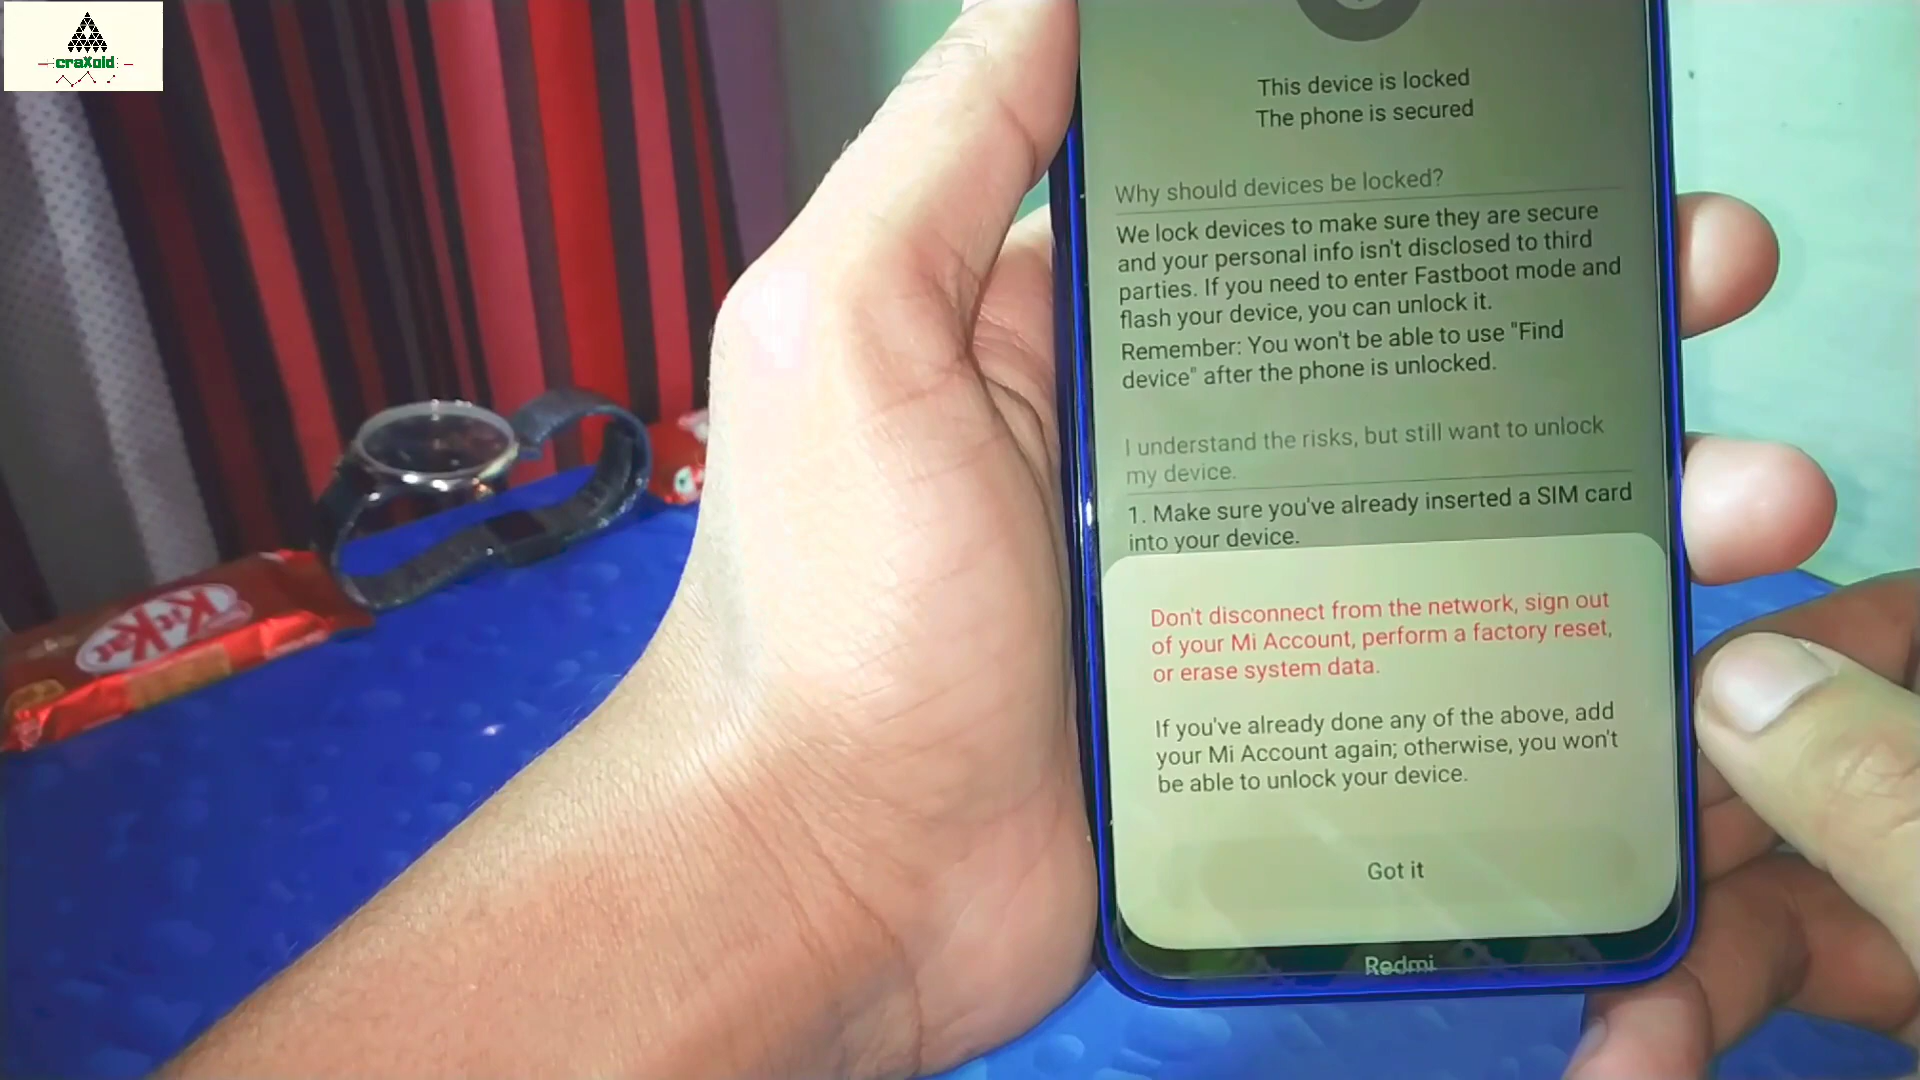 craXoid
This device is locked
The phone is secured
Why should devices be locked?
We lock devices to make sure they are secure
and your personal info isn't disclosed to third
parties. If you need to enter Fastboot mode and
flash your device, you can unlock it.
Remember: You won't be able to use "Find
device" after the phone is unlocked.
I understand the risks, but still want to unlock
my device.
1. Make sure you've already inserted a SIM card
into your device.
Don't disconnect from the network, sign out
of your Mi Account, perform a factory reset,
or erase system data.
If you've already done any of the above, add
your Mi Account again; otherwise, you won't
be able to unlock your device.
Got it
Redmi
KitKat
KitKat